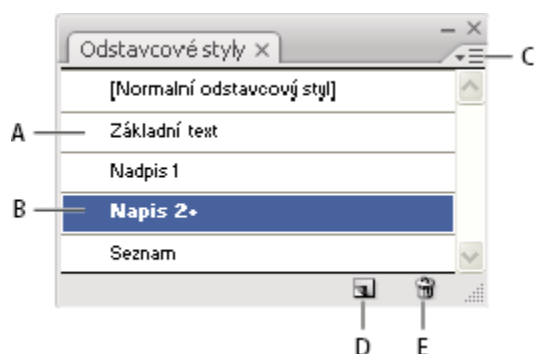 Odstavcové styly ×
C
[Normalní odstavcový styl]
A
Základní text
Nadpis 1
B
Napis 2+
Seznam
D
E